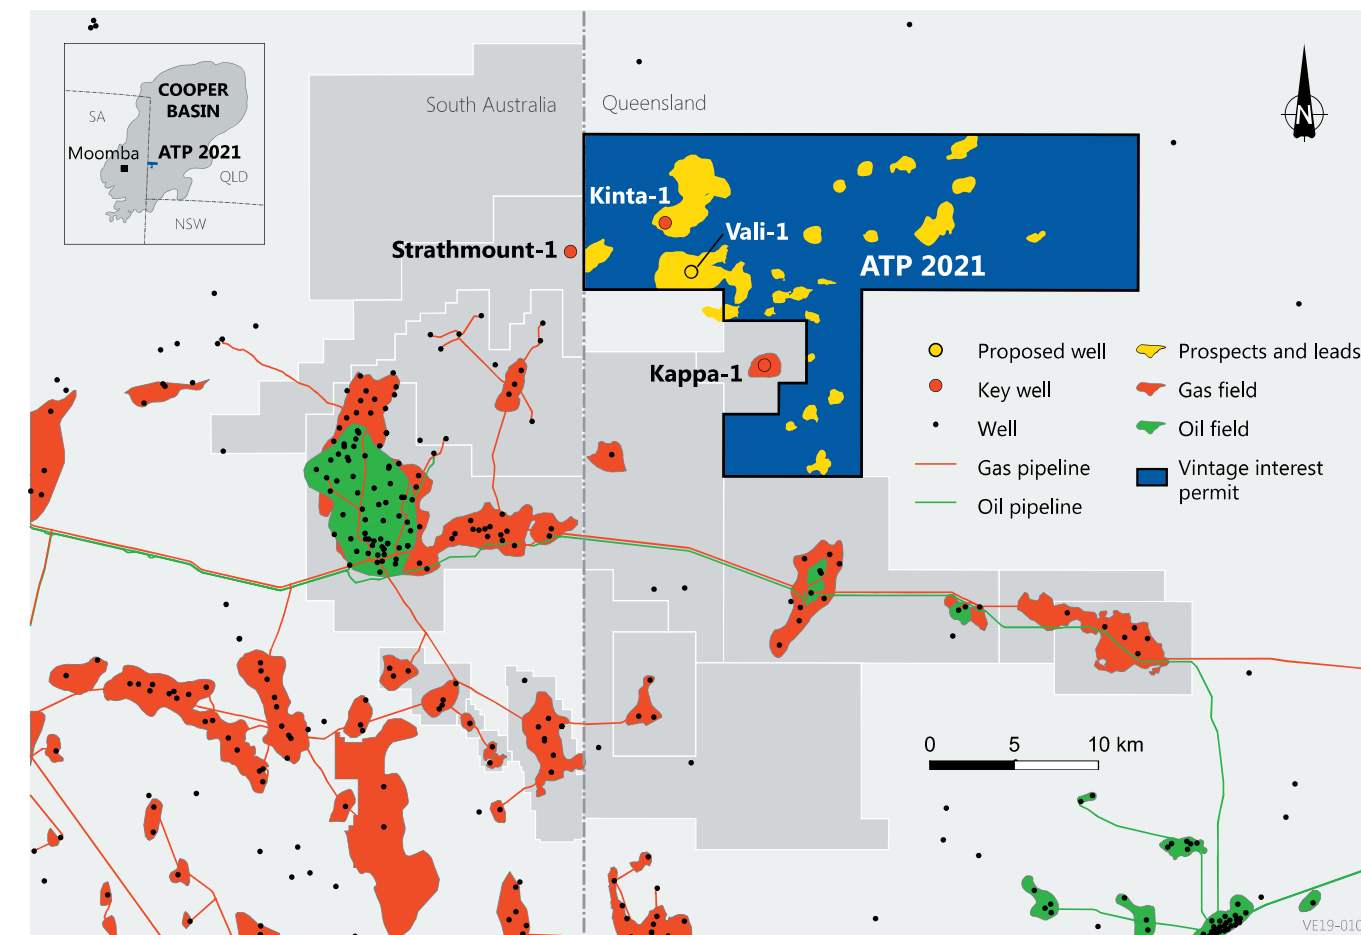 South Australia
Queensland
COOPER
BASIN
SA
Moomba
ATP 2021
QLD
NSW
N
Kinta-1
Vali-1
Strathmount-1
ATP 2021
Kappa-1
Proposed well
Key well
Well
Gas pipeline
Oil pipeline
Prospects and leads
Gas field
Oil field
Vintage interest
permit
0 5 10 km
VE19-010